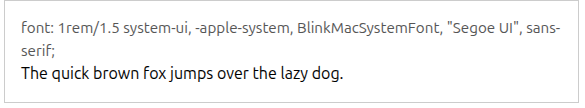 font: 1rem/1.5 system-ui, -apple-system, BlinkMacSystemFont, "Segoe UI", sans-
serif;
The quick brown fox jumps over the lazy dog.